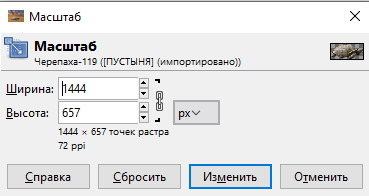 Масштаб
Масштаб
Черепаха-119 ([ПУСТЫНЯ] (импортировано))
Ширина: 1444
Высота: 657 px
1444 × 657 точек растра
72 ppi
Справка Сбросить Изменить Отменить